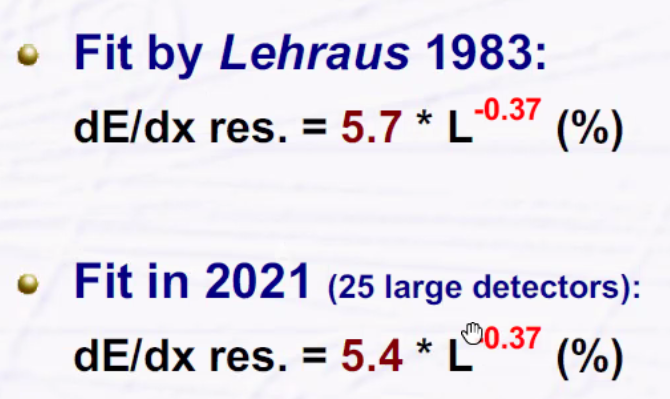 Fit by Lehraus 1983:
dE/dx res. = 5.7 * L-0.37 (%)
Fit in 2021 (25 large detectors):
dE/dx res. = 5.4 * L 0.37 (%)